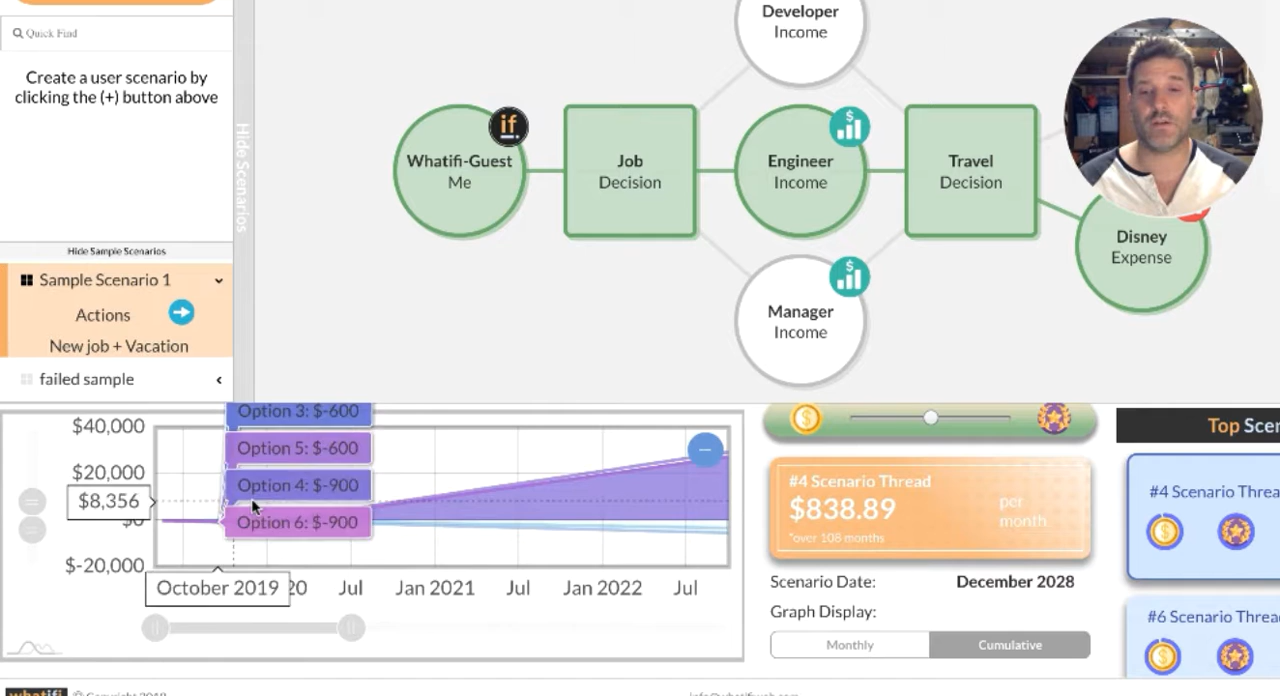 Quick Find
Create a user scenario by
clicking the (+) button above
Hide Scenarios
Hide Sample Scenarios
Sample Scenario 1
Actions
New job + Vacation
failed sample
Developer
Income
if
Whatifi-Guest
Me
Job
Decision
$
Engineer
Income
Travel
Decision
Disney
Expense
$
Manager
Income
Option 3: $-600
Option 5: $-600
Option 4: $-900
Option 6: $-900
$40,000
$20,000
$8,356
$0
$-20,000
October 2019
20
Jul
Jan 2021
Jul
Jan 2022
Jul
#4 Scenario Thread
$838.89
per
month
*over 108 months
Scenario Date:
December 2028
Graph Display:
Monthly
Cumulative
Top Scen
#4 Scenario Threa
#6 Scenario Threa
whatifi
© Copyright 2018